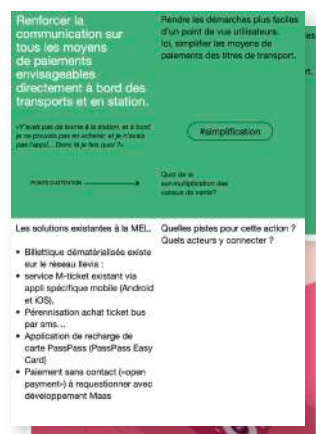 Renforcer la
communication sur
tous les moyens
de paiements
envisageables
directement à bord des
transports et en station.
«Y'avait pas de borne à la station, et à bord
je ne pouvais pas en acheter, et je n'avais
pas l'appli... Donc là je fais quoi ?»
POINTS D'ATTENTION
Rendre les démarches plus faciles
d'un point de vue utilisateurs.
Ici, simplifier les moyens de
paiements des titres de transport.
#simplification
Quid de la
sur-multiplication des
canaux de vente?
Les solutions existantes à la MEL.
• Billettique dématérialisée existe
sur le réseau Ilevia :
• service M-ticket existant via
appli spécifique mobile (Android
et iOS),
• Pérennisation achat ticket bus
par sms...
• Application de recharge de
carte PassPass (PassPass Easy
Card)
• Paiement sans contact («open
payment») à requestionner avec
développement Maas
Quelles pistes pour cette action ?
Quels acteurs y connecter ?